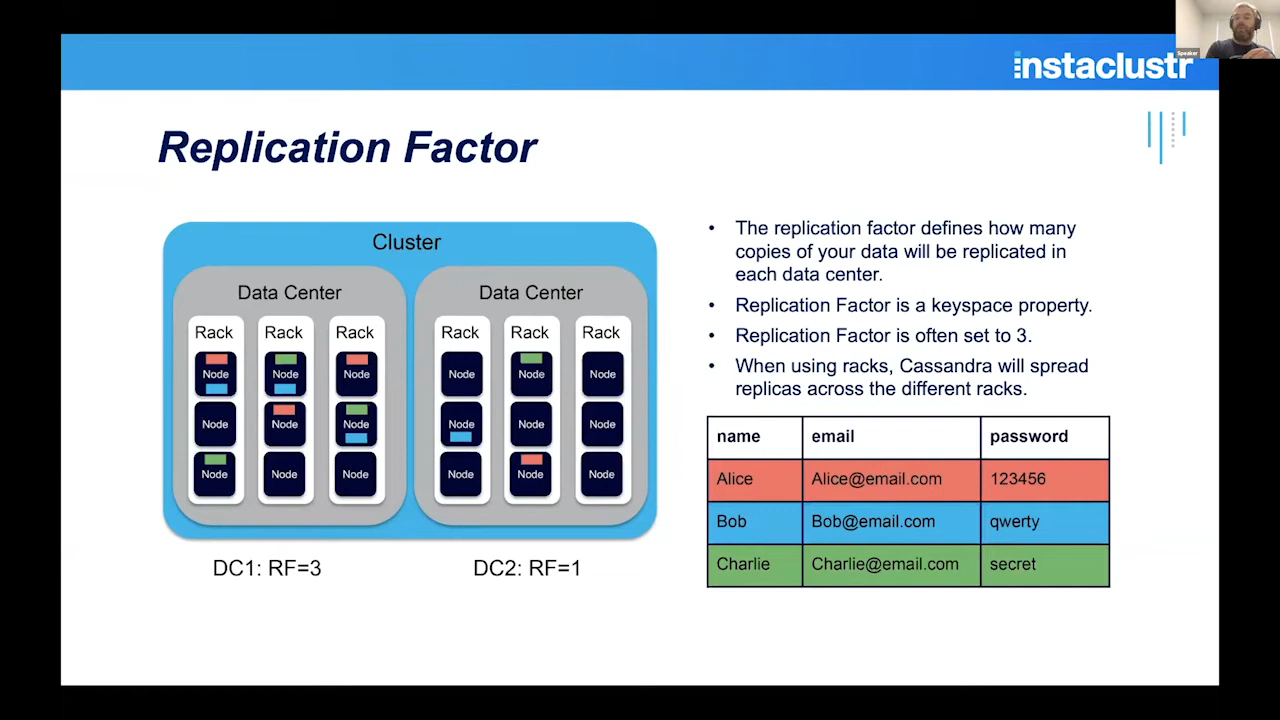 Speaker
instaclustr
Replication Factor
Cluster
Data Center
Rack Rack Rack
Node Node Node
Node Node Node
Node Node Node
Data Center
Rack Rack Rack
Node Node Node
Node Node Node
Node Node Node
DC1: RF=3
DC2: RF=1
• The replication factor defines how many
copies of your data will be replicated in
each data center.
• Replication Factor is a keyspace property.
• Replication Factor is often set to 3.
• When using racks, Cassandra will spread
replicas across the different racks.
name email password
Alice Alice@email.com 123456
Bob Bob@email.com qwerty
Charlie Charlie@email.com secret